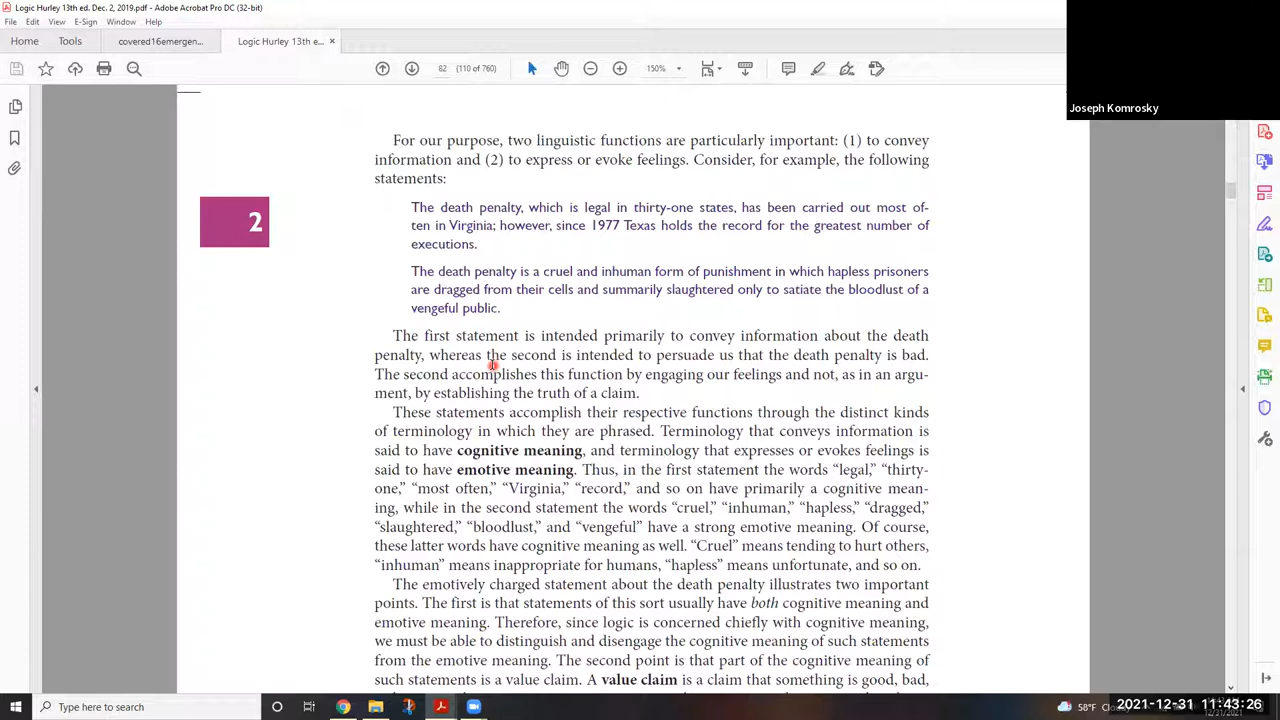 Logic Hurley 13th ed. Dec. 2, 2019.pdf - Adobe Acrobat Pro DC (32-bit)
File Edit View E-Sign Window Help
Home Tools covered16emergen... Logic Hurley 13th e... ×
82 (110 of 760) 150%
Joseph Komrosky
For our purpose, two linguistic functions are particularly important: (1) to convey
information and (2) to express or evoke feelings. Consider, for example, the following
statements:
2
The death penalty, which is legal in thirty-one states, has been carried out most of-
ten in Virginia; however, since 1977 Texas holds the record for the greatest number of
executions.
The death penalty is a cruel and inhuman form of punishment in which hapless prisoners
are dragged from their cells and summarily slaughtered only to satiate the bloodlust of a
vengeful public.
The first statement is intended primarily to convey information about the death
penalty, whereas the second is intended to persuade us that the death penalty is bad.
The second accomplishes this function by engaging our feelings and not, as in an argu-
ment, by establishing the truth of a claim.
These statements accomplish their respective functions through the distinct kinds
of terminology in which they are phrased. Terminology that conveys information is
said to have cognitive meaning, and terminology that expresses or evokes feelings is
said to have emotive meaning. Thus, in the first statement the words “legal,” “thirty-
one,” “most often,” “Virginia,” “record,” and so on have primarily a cognitive mean-
ing, while in the second statement the words “cruel,” “inhuman,” “hapless,” “dragged,”
“slaughtered,” “bloodlust,” and “vengeful” have a strong emotive meaning. Of course,
these latter words have cognitive meaning as well. “Cruel” means tending to hurt others,
“inhuman” means inappropriate for humans, “hapless” means unfortunate, and so on.
The emotively charged statement about the death penalty illustrates two important
points. The first is that statements of this sort usually have both cognitive meaning and
emotive meaning. Therefore, since logic is concerned chiefly with cognitive meaning,
we must be able to distinguish and disengage the cognitive meaning of such statements
from the emotive meaning. The second point is that part of the cognitive meaning of
such statements is a value claim. A value claim is a claim that something is good, bad,
Type here to search
58°F
2021-12-31 11:43:26